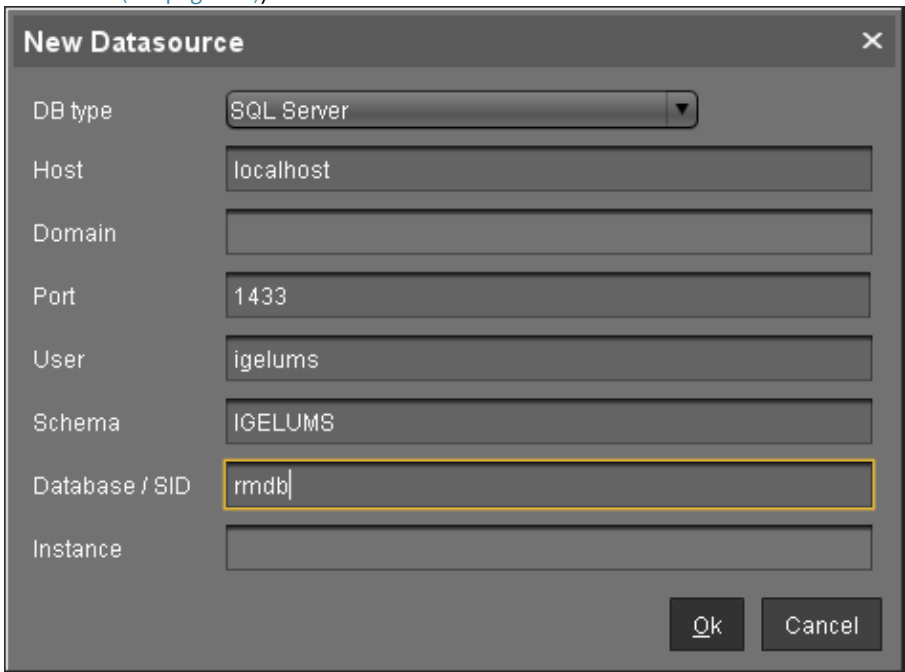 New Datasource
DB type SQL Server
Host localhost
Domain
Port 1433
User igelums
Schema IGELUMS
Database / SID rmdb
Instance
Ok Cancel